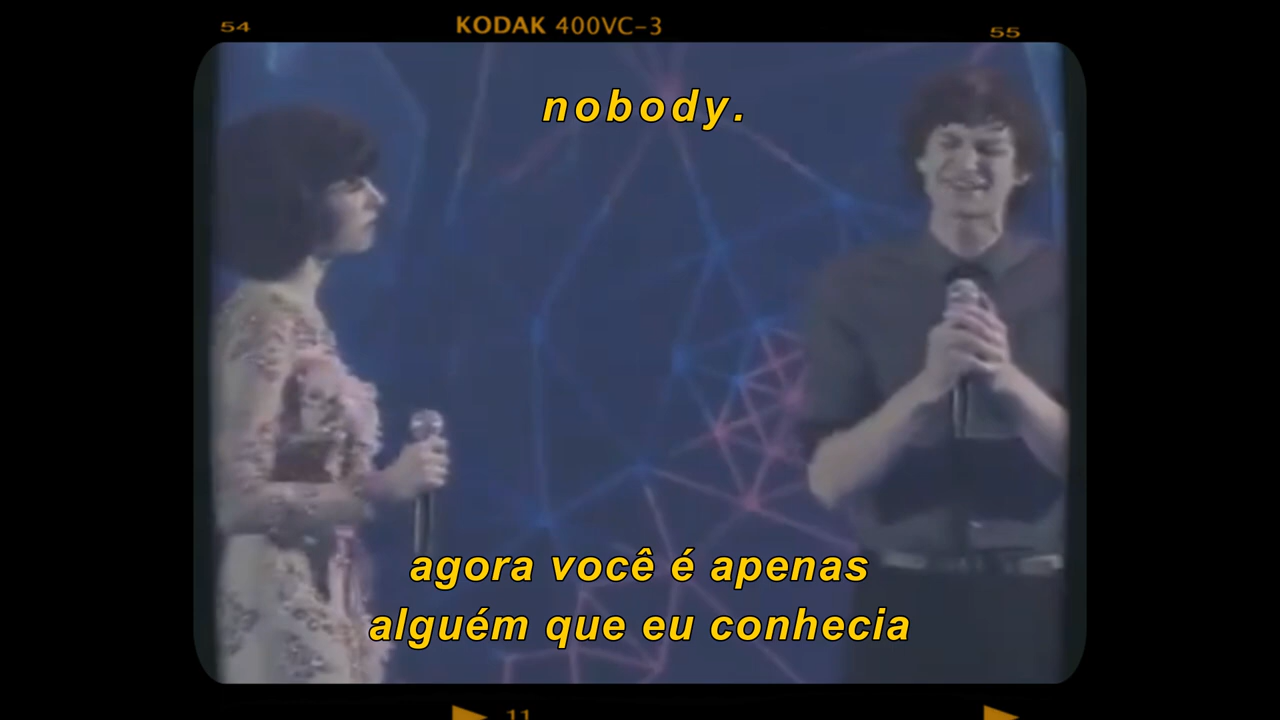 54 KODAK 400VC-3 55
nobody.
agora você é apenas
alguém que eu conhecia
11